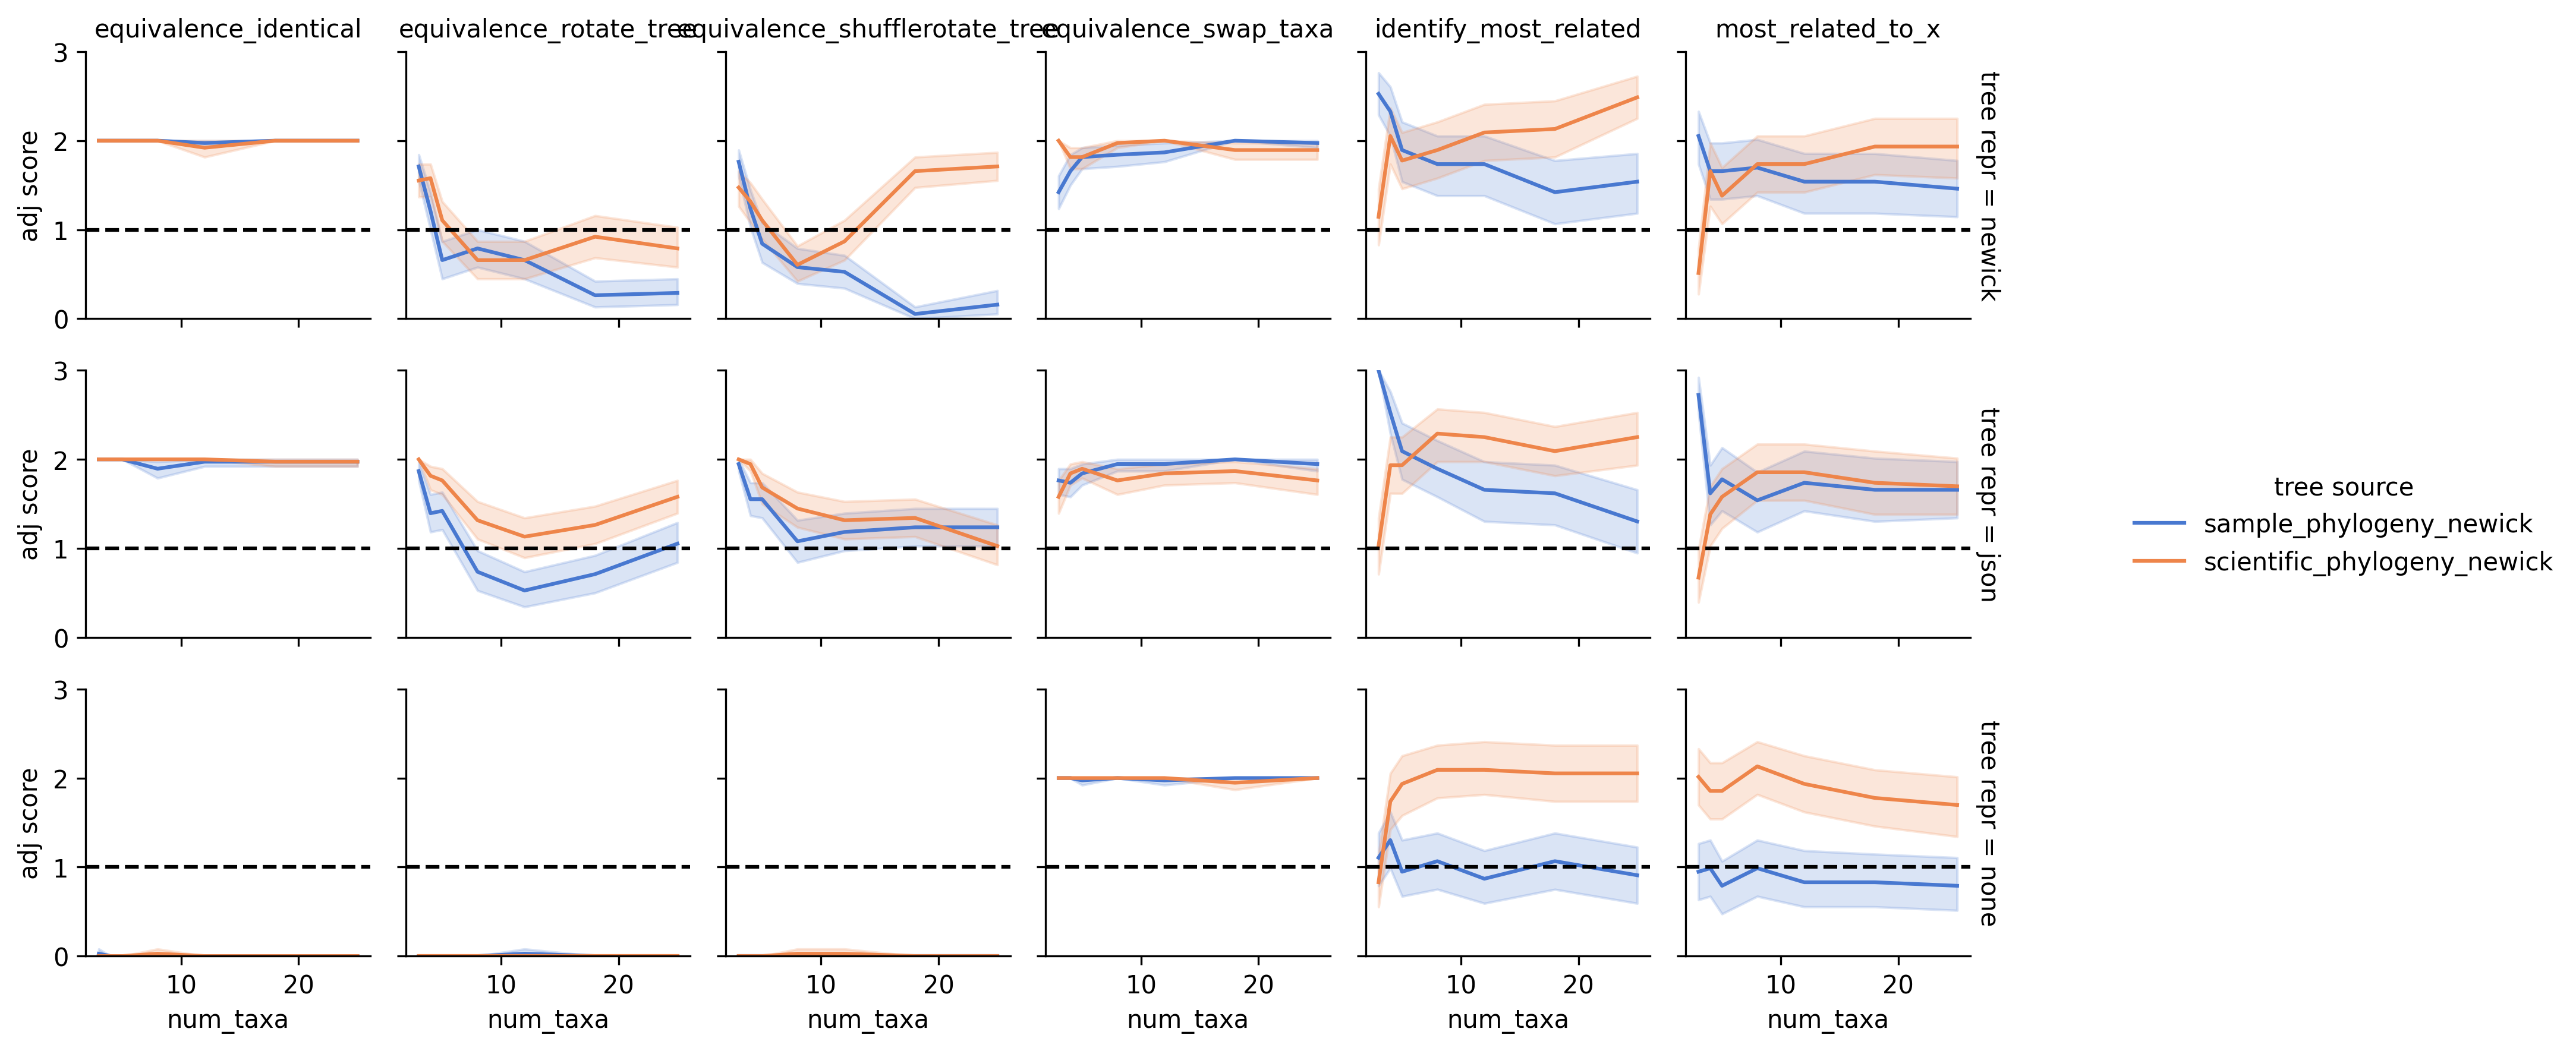 equivalence_identical
equivalence_rotate_tree
equivalence_shufflerotate_tree
equivalence_swap_taxa
identify_most_related
most_related_to_x
3
2
1
0
adj score
tree repr = newick
3
2
1
0
adj score
tree repr = json
tree source
sample_phylogeny_newick
scientific_phylogeny_newick
3
2
1
0
adj score
tree repr = none
10 20
10 20
10 20
10 20
10 20
10 20
num_taxa
num_taxa
num_taxa
num_taxa
num_taxa
num_taxa